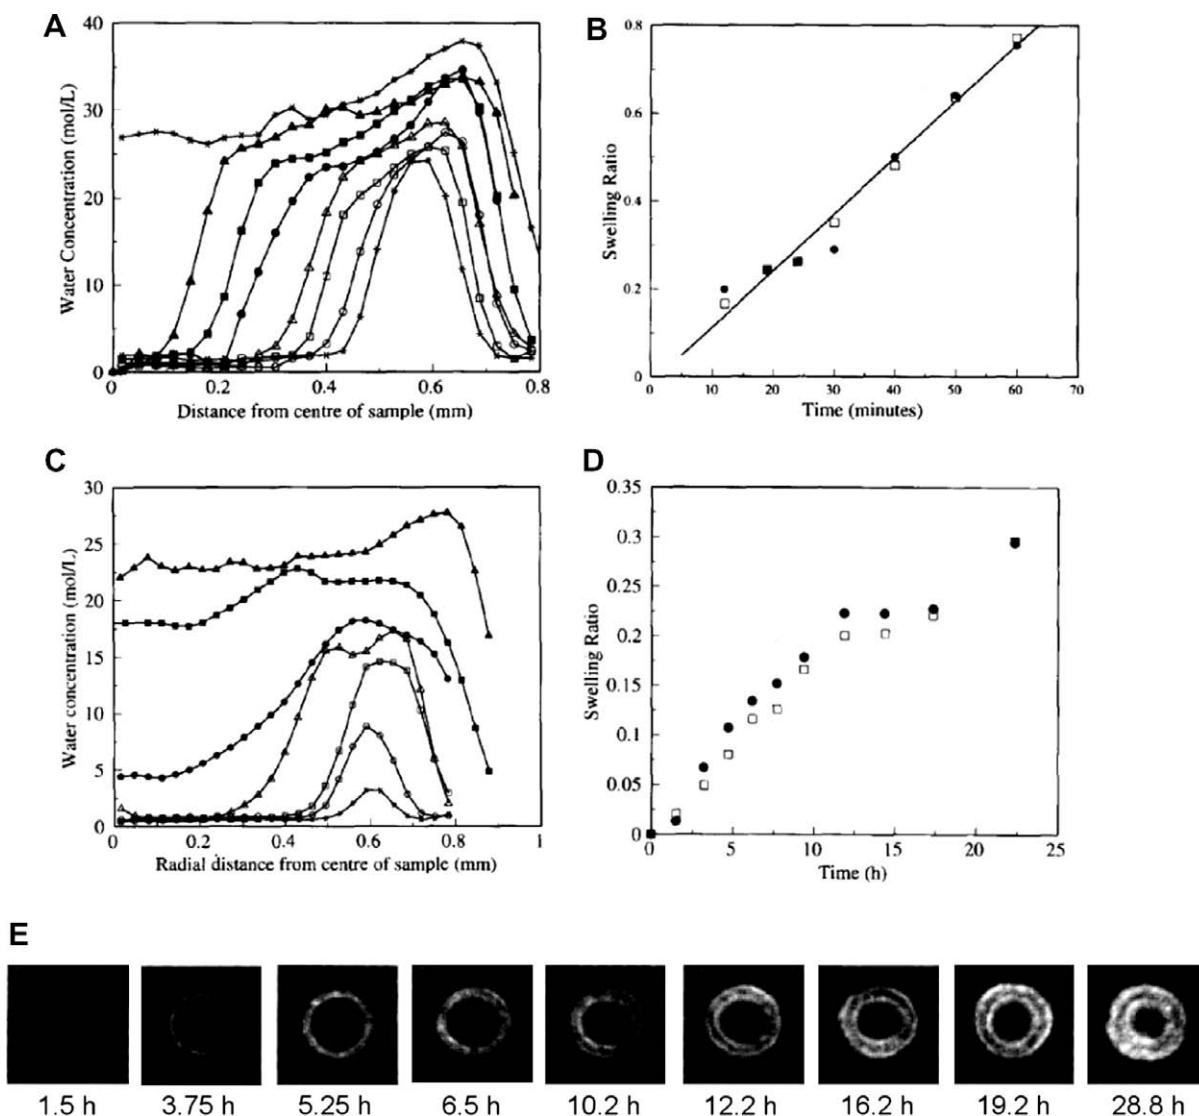 A
40
30
20
10
0
Water Concentration (mol/L)
0 0.2 0.4 0.6 0.8
Distance from centre of sample (mm)
B
0.8
0.6
0.4
0.2
0
Swelling Ratio
0 10 20 30 40 50 60 70
Time (minutes)
C
30
25
20
15
10
5
0
Water concentration (mol/L)
0 0.2 0.4 0.6 0.8 1
Radial distance from centre of sample (mm)
D
0.35
0.3
0.25
0.2
0.15
0.1
0.05
0
Swelling Ratio
0 5 10 15 20 25
Time (h)
E
1.5 h 3.75 h 5.25 h 6.5 h 10.2 h 12.2 h 16.2 h 19.2 h 28.8 h